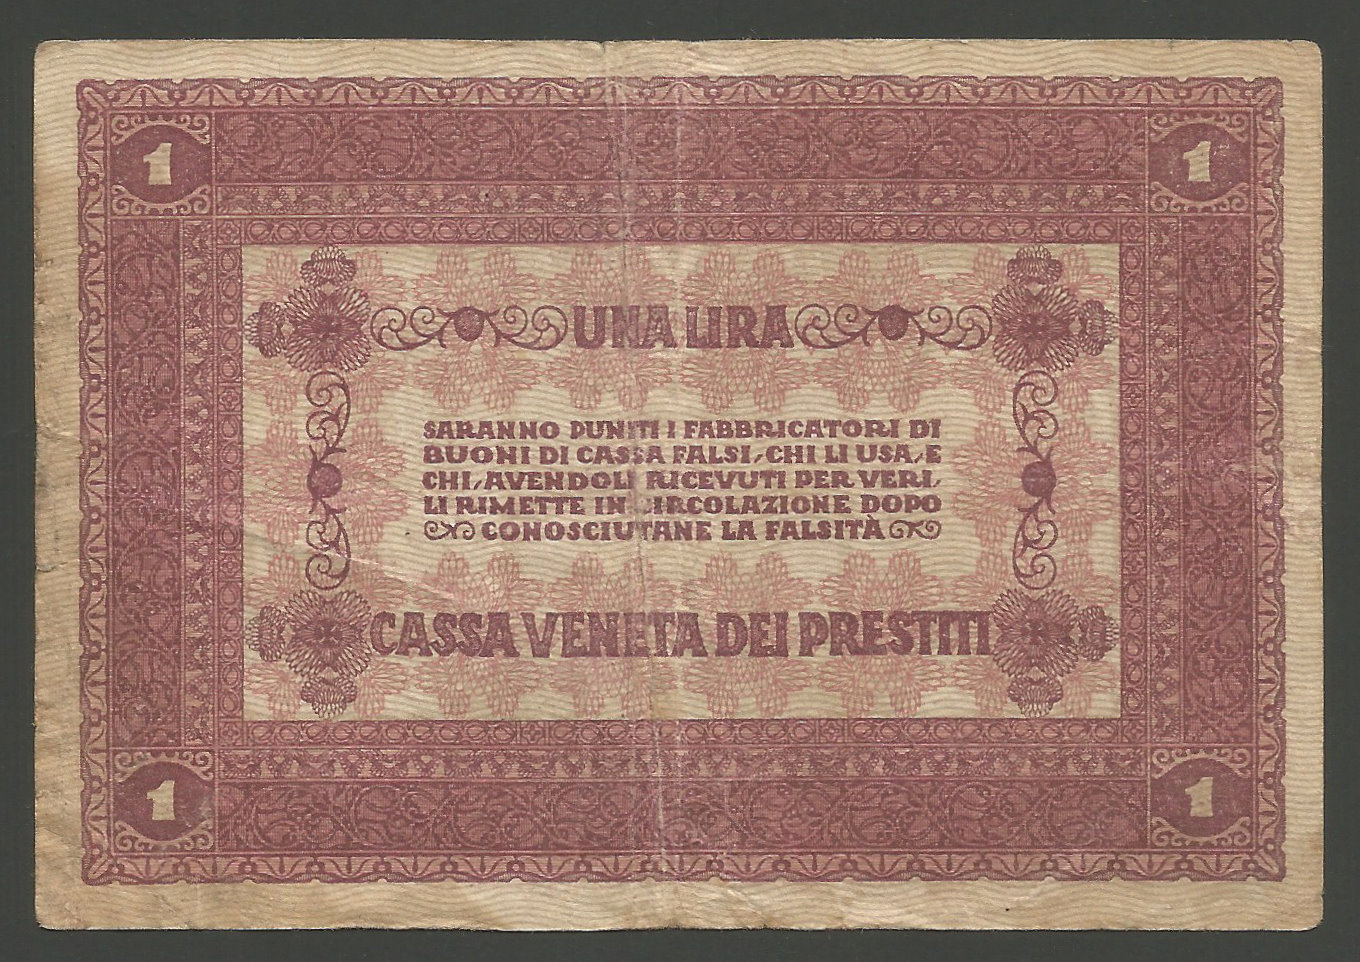 1 1
UNA LIRA
SARANNO PUNITI I FABBRICATORI DI
BUONI DI CASSA FALSI, CHI LI USA, E
CHI, AVENDOLI RICEVUTI PER VERI,
LI RIMETTE IN CIRCOLAZIONE DOPO
CONOSCIUTANE LA FALSITÀ
CASSA VENETA DEI PRESTITI
1 1